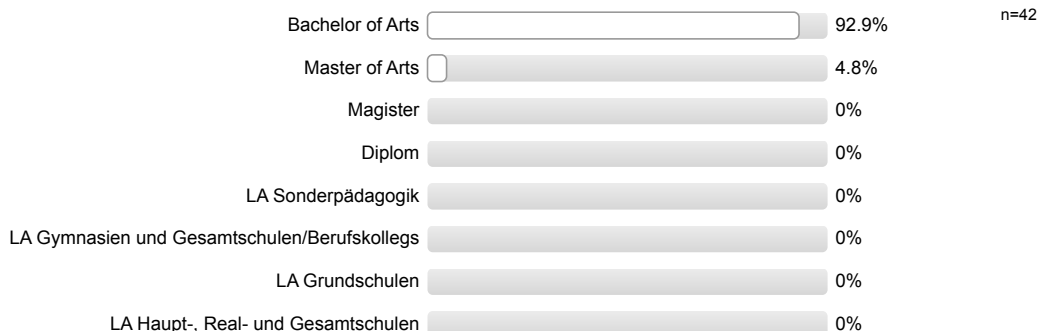 Bachelor of Arts 92.9% n=42
Master of Arts 4.8%
Magister 0%
Diplom 0%
LA Sonderpädagogik 0%
LA Gymnasien und Gesamtschulen/Berufskollegs 0%
LA Grundschulen 0%
LA Haupt-, Real- und Gesamtschulen 0%